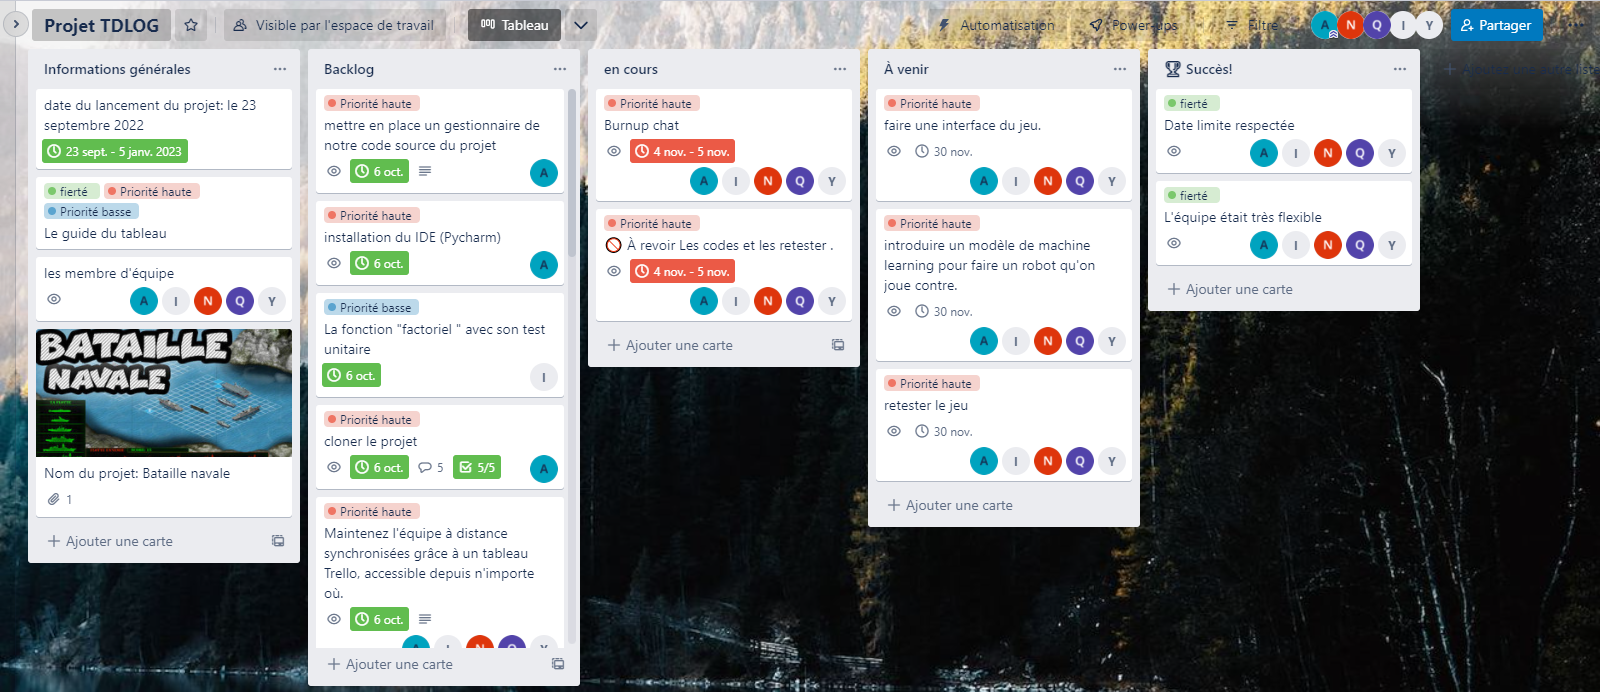 Projet TDLOG
Visible par l'espace de travail
Tableau
Automatisation
Power-ups
Filtre
A N Q I Y
Partager
Informations générales
date du lancement du projet: le 23
septembre 2022
23 sept. - 5 janv. 2023
fierté
Priorité haute
Priorité basse
Le guide du tableau
les membre d'équipe
A I N Q Y
BATAILLE
NAVALE
Nom du projet: Bataille navale
1
+ Ajouter une carte
Backlog
Priorité haute
mettre en place un gestionnaire de
notre code source du projet
6 oct.
A
Priorité haute
installation du IDE (Pycharm)
6 oct.
A
Priorité basse
La fonction "factoriel " avec son test
unitaire
6 oct.
I
Priorité haute
cloner le projet
6 oct.
5
5/5
A
Priorité haute
Maintenez l'équipe à distance
synchronisées grâce à un tableau
Trello, accessible depuis n'importe
où.
6 oct.
A I N Q Y
+ Ajouter une carte
en cours
Priorité haute
Burnup chat
4 nov. - 5 nov.
A I N Q Y
Priorité haute
À revoir Les codes et les retester .
4 nov. - 5 nov.
A I N Q Y
+ Ajouter une carte
À venir
Priorité haute
faire une interface du jeu.
30 nov.
A I N Q Y
Priorité haute
introduire un modèle de machine
learning pour faire un robot qu'on
joue contre.
30 nov.
A I N Q Y
Priorité haute
retester le jeu
30 nov.
A I N Q Y
+ Ajouter une carte
Succès!
fierté
Date limite respectée
A I N Q Y
fierté
L'équipe était très flexible
A I N Q Y
+ Ajouter une carte
+ Ajouter une autre liste